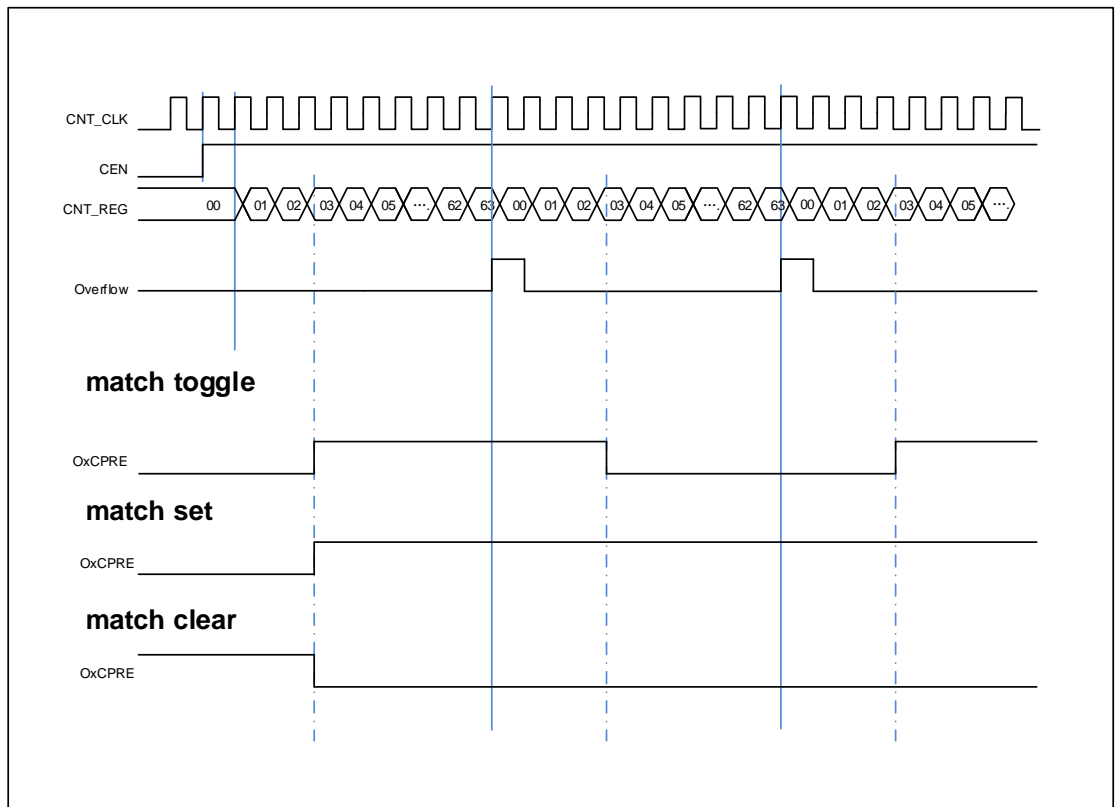 CNT_CLK
CEN
CNT_REG 00 01 02 03 04 05 ···. 62 63 00 01 02 03 04 05 ···. 62 63 00 01 02 03 04 05 ···.
Overflow
match toggle
OxCPRE
match set
OxCPRE
match clear
OxCPRE